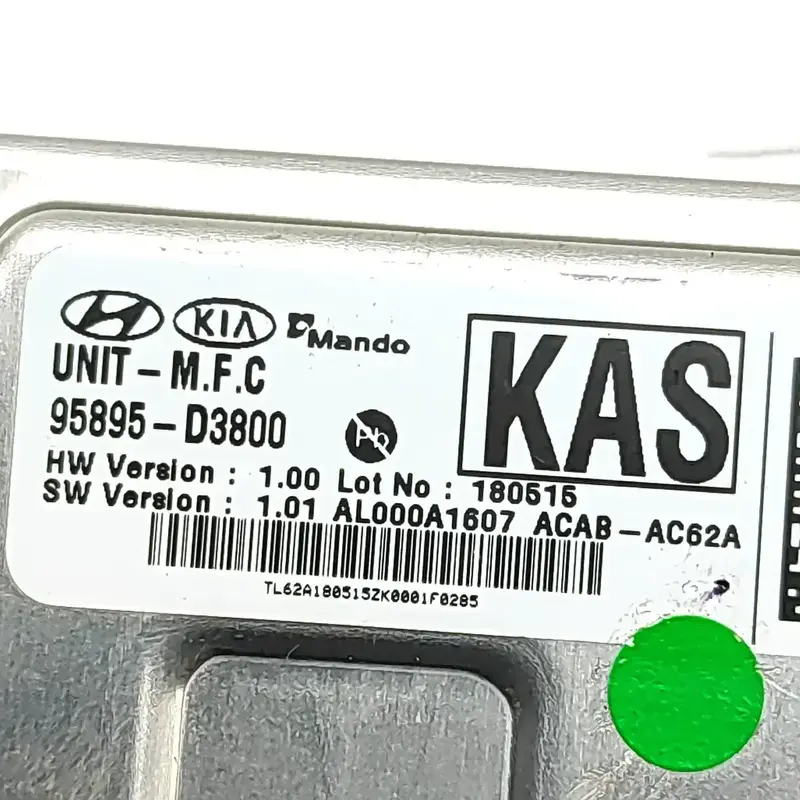 KIA Mando
UNIT-M.F.C
95895-D3800
Pb
KAS
HW Version : 1.00 Lot No : 180515
SW Version : 1.01 AL000A1607 ACAB-AC62A
TL62A180515ZK0001F0285